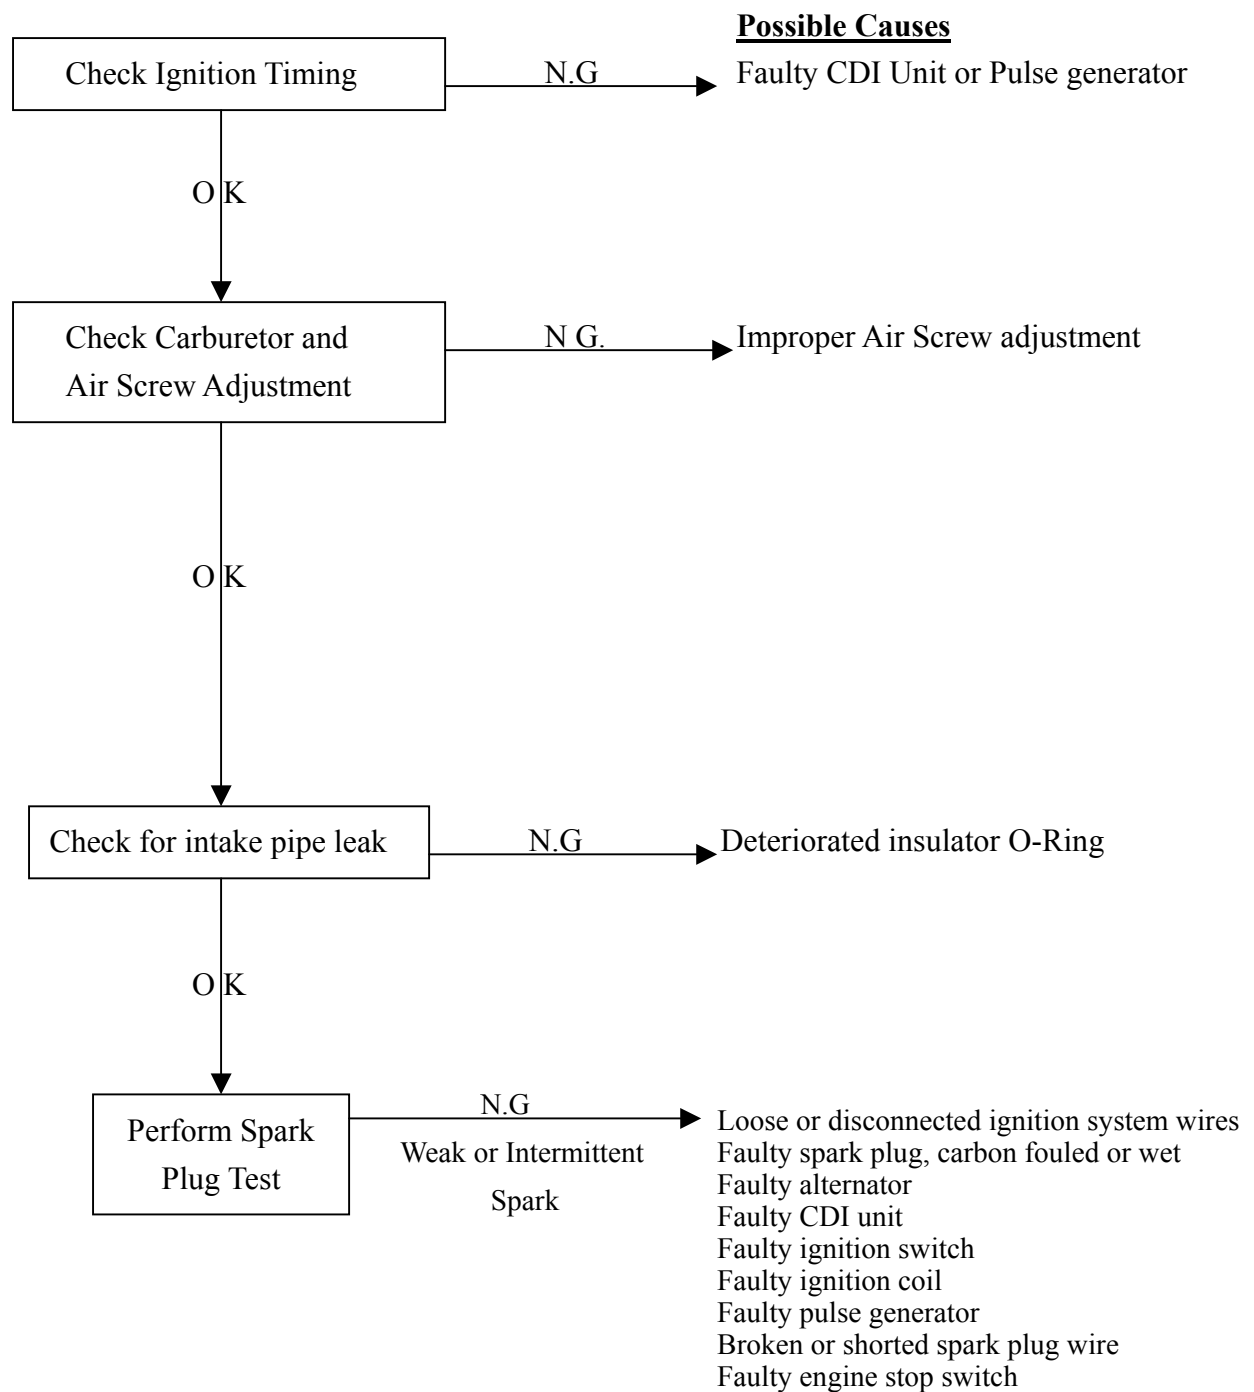 Possible Causes
Check Ignition Timing
N.G
Faulty CDI Unit or Pulse generator
O K
Check Carburetor and
Air Screw Adjustment
N G.
Improper Air Screw adjustment
O K
Check for intake pipe leak
N.G
Deteriorated insulator O-Ring
O K
Perform Spark
Plug Test
N.G
Weak or Intermittent
Spark
Loose or disconnected ignition system wires
Faulty spark plug, carbon fouled or wet
Faulty alternator
Faulty CDI unit
Faulty ignition switch
Faulty ignition coil
Faulty pulse generator
Broken or shorted spark plug wire
Faulty engine stop switch